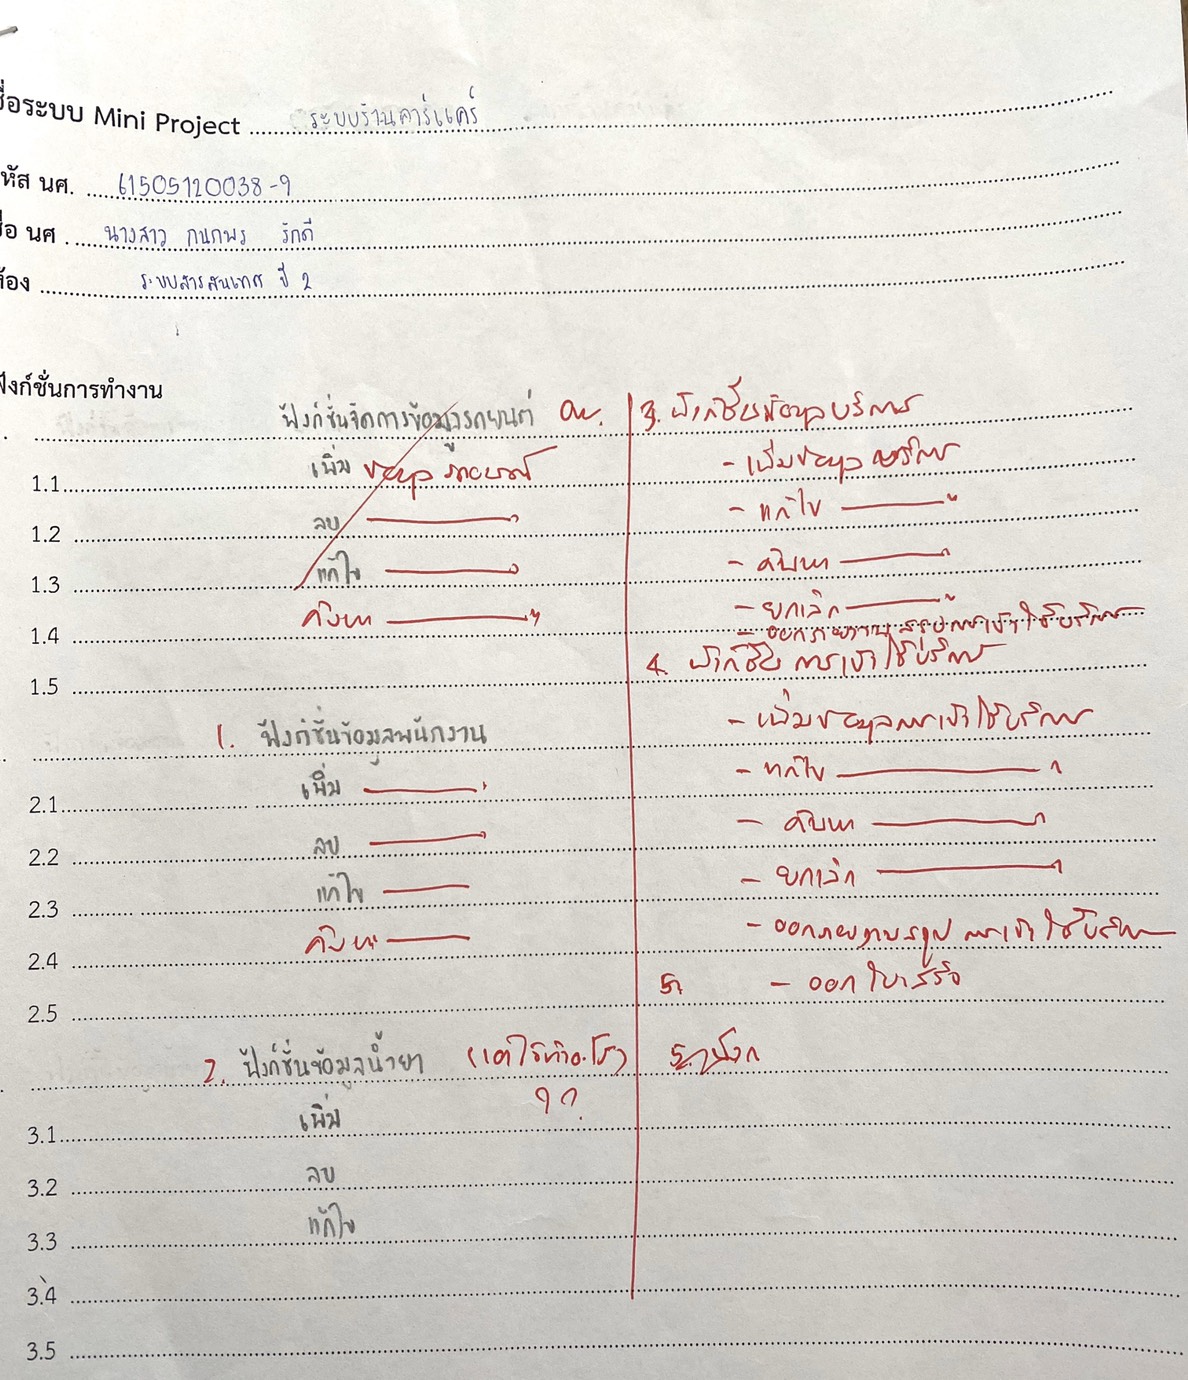 ชื่อระบบ Mini Project ระบบร้านคาร์แคร์
รหัส นศ. 61505120038-9
ชื่อ นศ นางสาว กนกพร รักดี
ห้อง ระบบสารสนเทศ ปี 2
ฟังก์ชั่นการทำงาน
ฟังก์ชั่นจัดการข้อมูลรถยนต์
1.1 เพิ่ม ข้อมูลรถยนต์
1.2 ลบ "
1.3 แก้ไข "
1.4 ค้นหา "
1.5
1. ฟังก์ชั่นข้อมูลพนักงาน
2.1 เพิ่ม
2.2 ลบ
2.3 แก้ไข
2.4 ค้นหา
2.5
2. ฟังก์ชั่นข้อมูลน้ำยา
3.1 เพิ่ม
3.2 ลบ
3.3 แก้ไข
3.4
3.5
3. ฟังก์ชั่นข้อมูลบริการ
- เพิ่มข้อมูลบริการ
- แก้ไข "
- ค้นหา "
- ยกเลิก "
- ออกรายงานสรุปการเข้าใช้บริการ
4. ฟังก์ชั่นการเข้าใช้บริการ
- เพิ่มข้อมูลการเข้าใช้บริการ
- แก้ไข "
- ค้นหา "
- ยกเลิก "
- ออกรายงานสรุปการเข้าใช้บริการ
5. - ออกใบเสร็จ